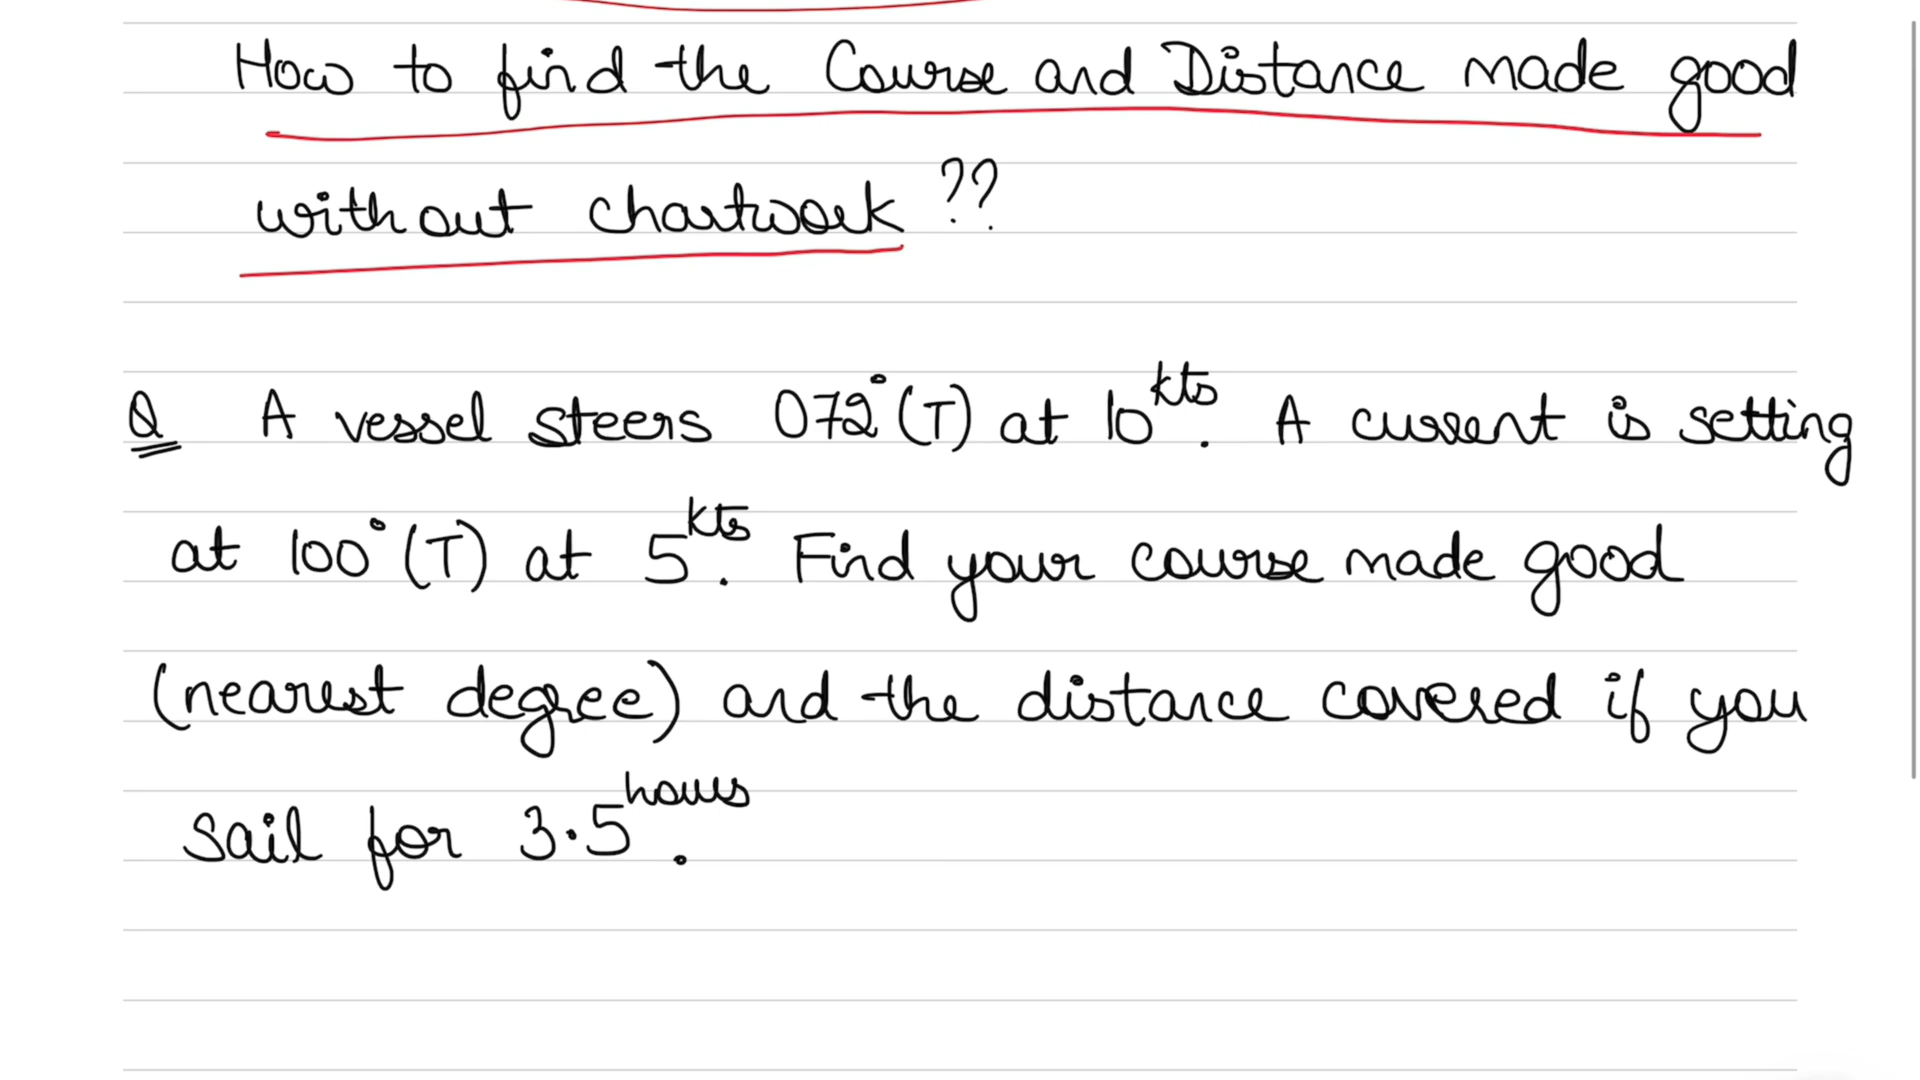 How to find the Course and Distance made good
without chartwork ??
Q A vessel steers 072°(T) at 10kts. A current is setting
at 100°(T) at 5kts. Find your course made good
(nearest degree) and the distance covered if you
sail for 3.5hours.